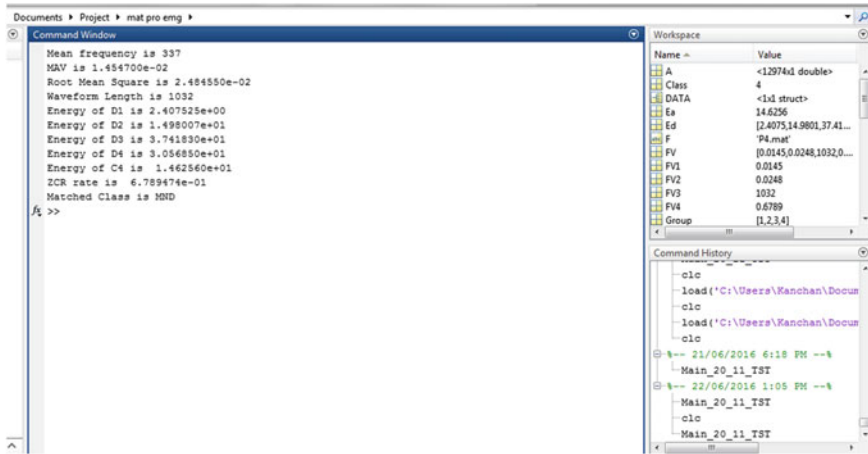 Documents ▸ Project ▸ mat pro emg ▸
Command Window
Mean frequency is 337
MAV is 1.454700e-02
Root Mean Square is 2.484550e-02
Waveform Length is 1032
Energy of D1 is 2.407525e+00
Energy of D2 is 1.498007e+01
Energy of D3 is 3.741830e+01
Energy of D4 is 3.056850e+01
Energy of C4 is 1.462560e+01
ZCR rate is 6.789474e-01
Matched Class is MND
fx >>
Workspace
Name Value
A <12974x1 double>
Class 4
DATA <1x1 struct>
Ea 14.6256
Ed [2.4075,14.9801,37.41...
F 'P4.mat'
FV [0.0145,0.0248,1032,0....
FV1 0.0145
FV2 0.0248
FV3 1032
FV4 0.6789
Group [1,2,3,4]
Command History
clc
load('C:\Users\Kanchan\Docum
clc
load('C:\Users\Kanchan\Docum
clc
%-- 21/06/2016 6:18 PM --%
Main_20_11_TST
%-- 22/06/2016 1:05 PM --%
Main_20_11_TST
clc
Main_20_11_TST